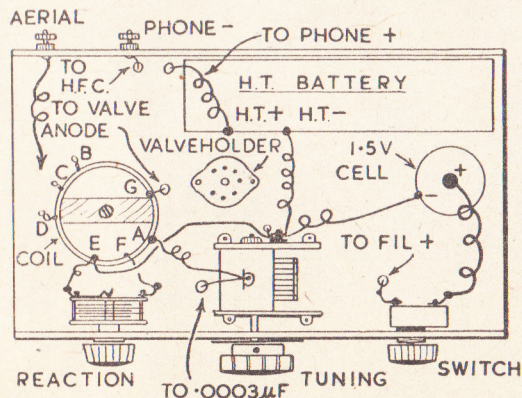 AERIAL
PHONE -
TO PHONE +
TO
H.F.C.
H.T. BATTERY
TO VALVE
ANODE
H.T.+ H.T.-
VALVEHOLDER
1·5V
CELL
B
C
G
+
-
D
A
COIL
E
F
TO FIL +
REACTION
TO ·0003µF
TUNING
SWITCH